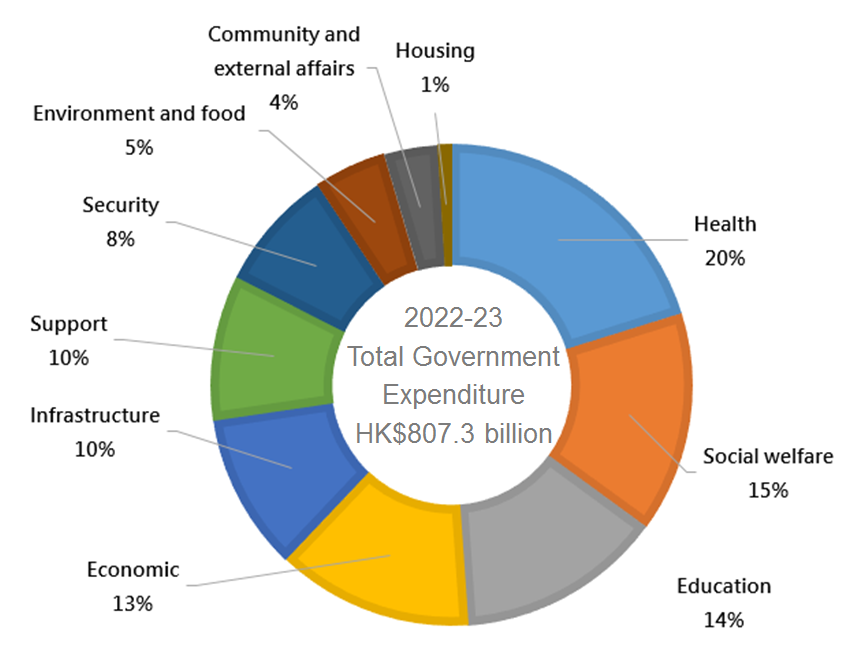 Community and
external affairs
4%
Housing
1%
Environment and food
5%
Security
8%
Health
20%
Support
10%
2022-23
Total Government
Expenditure
HK$807.3 billion
Infrastructure
10%
Social welfare
15%
Economic
13%
Education
14%